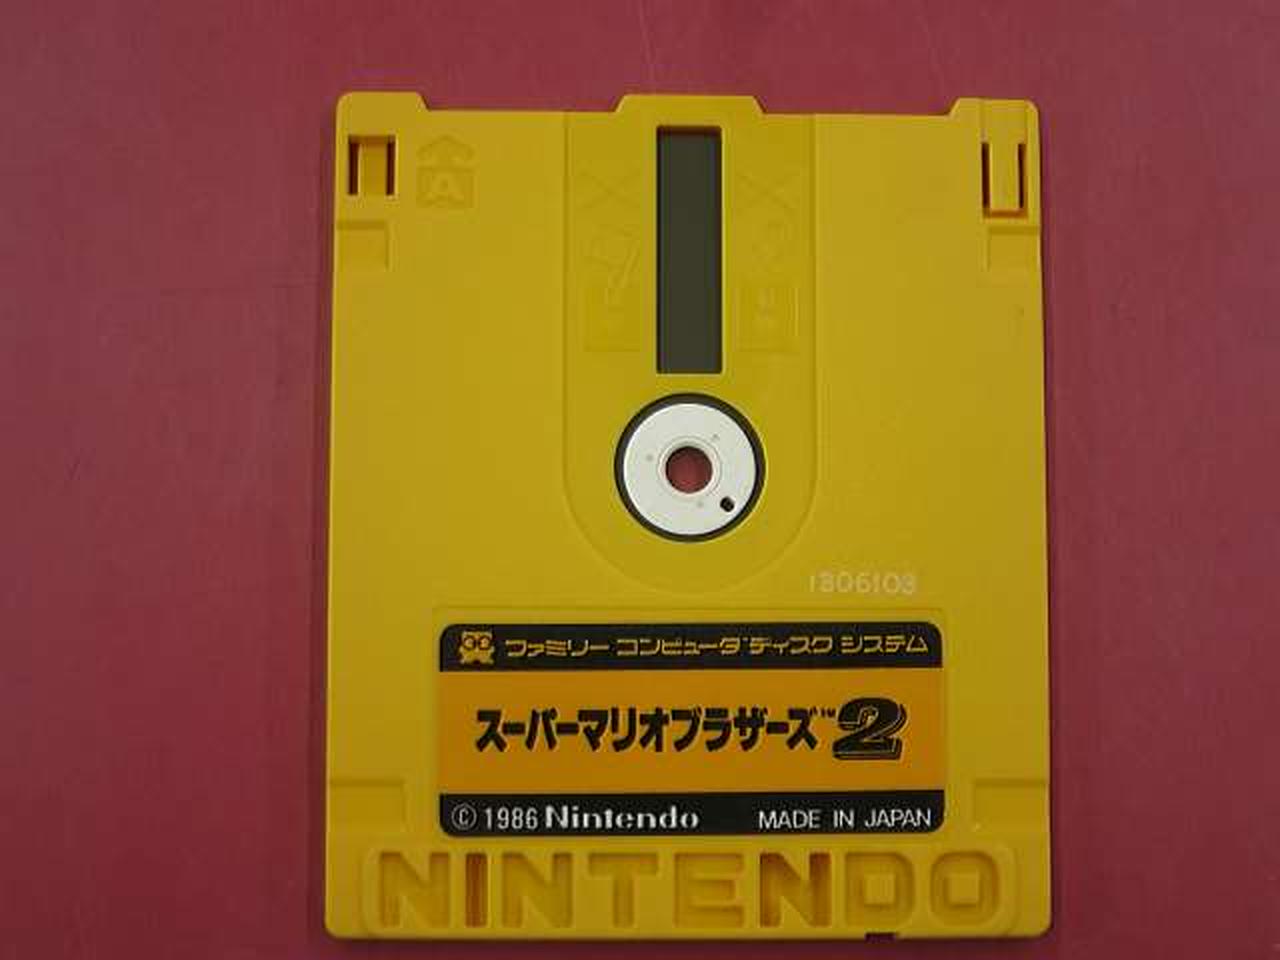 A
1306103
ファミリー コンピュータ ディスク システム
スーパーマリオブラザーズ™2
© 1986 Nintendo MADE IN JAPAN
NINTENDO